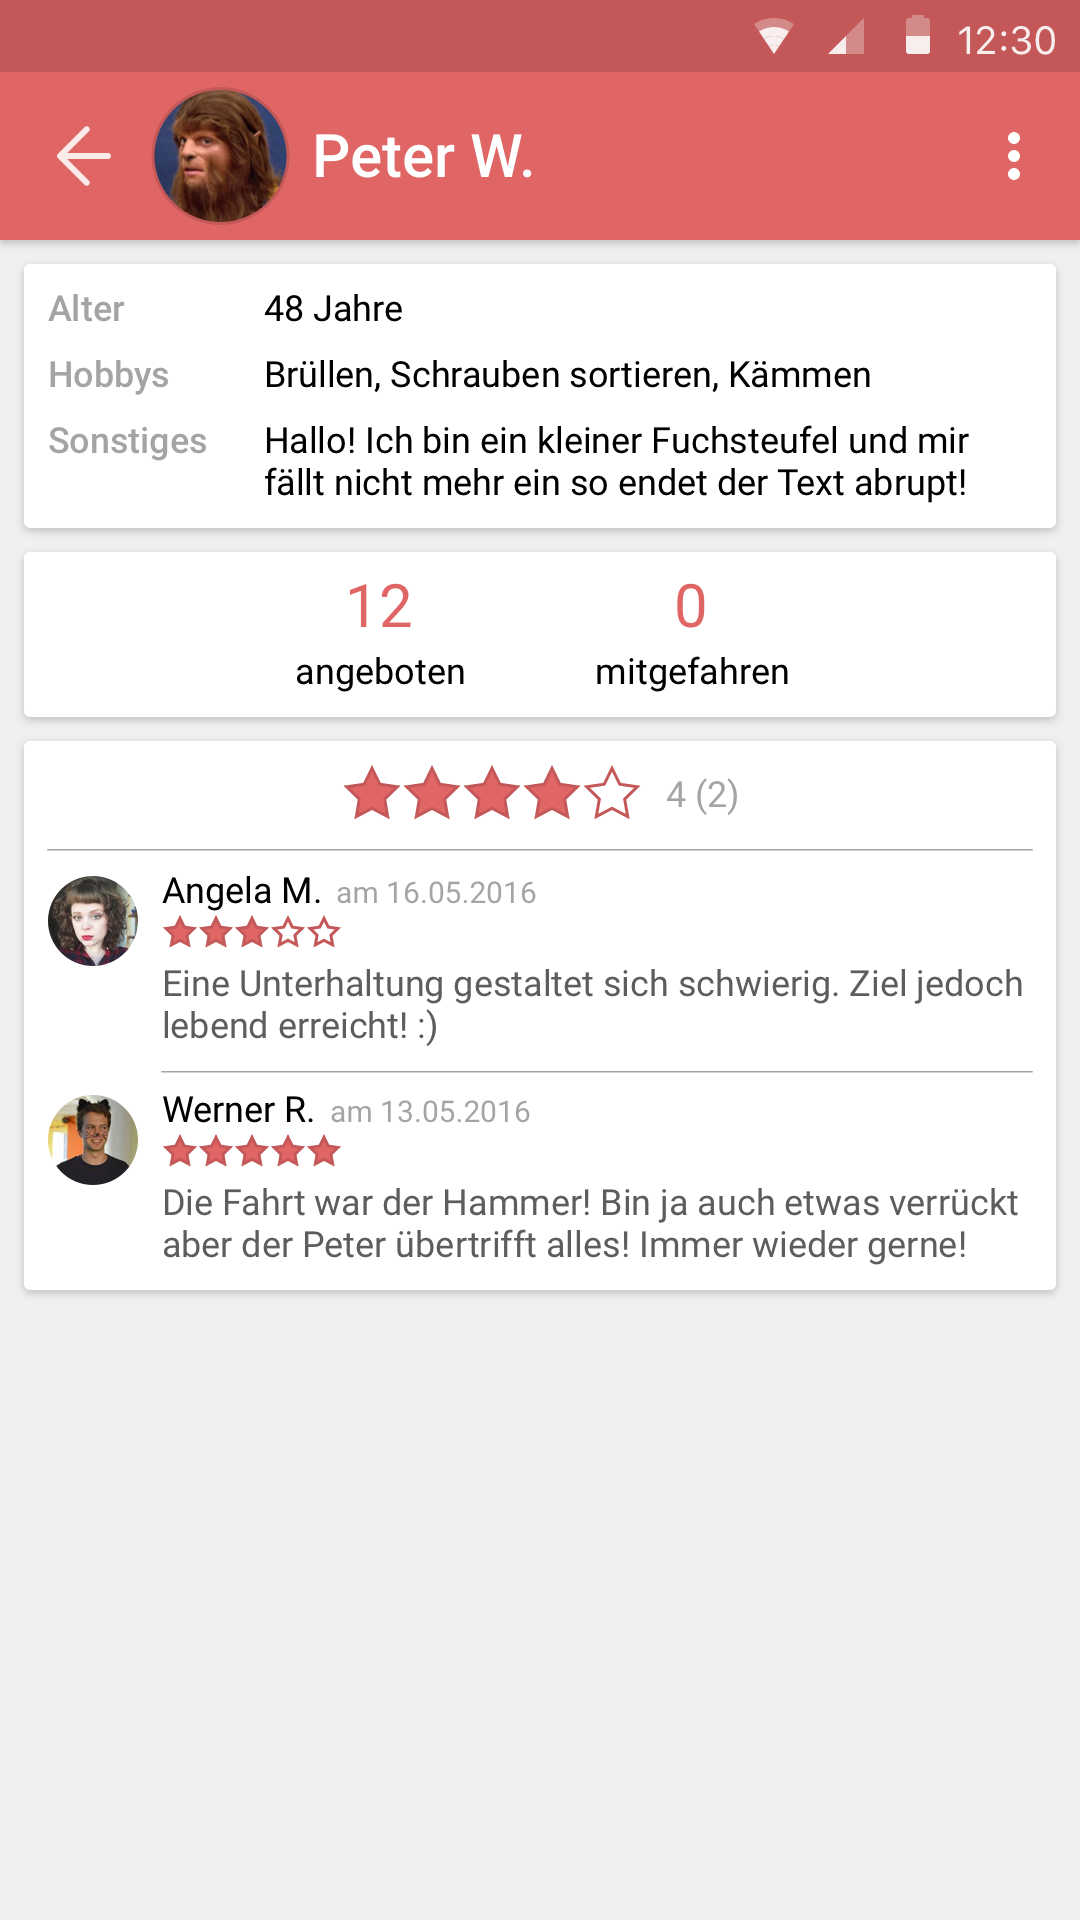 12:30
Peter W.
Alter 48 Jahre
Hobbys Brüllen, Schrauben sortieren, Kämmen
Sonstiges Hallo! Ich bin ein kleiner Fuchsteufel und mir
fällt nicht mehr ein so endet der Text abrupt!
12 0
angeboten mitgefahren
4 (2)
Angela M. am 16.05.2016
Eine Unterhaltung gestaltet sich schwierig. Ziel jedoch
lebend erreicht! :)
Werner R. am 13.05.2016
Die Fahrt war der Hammer! Bin ja auch etwas verrückt
aber der Peter übertrifft alles! Immer wieder gerne!